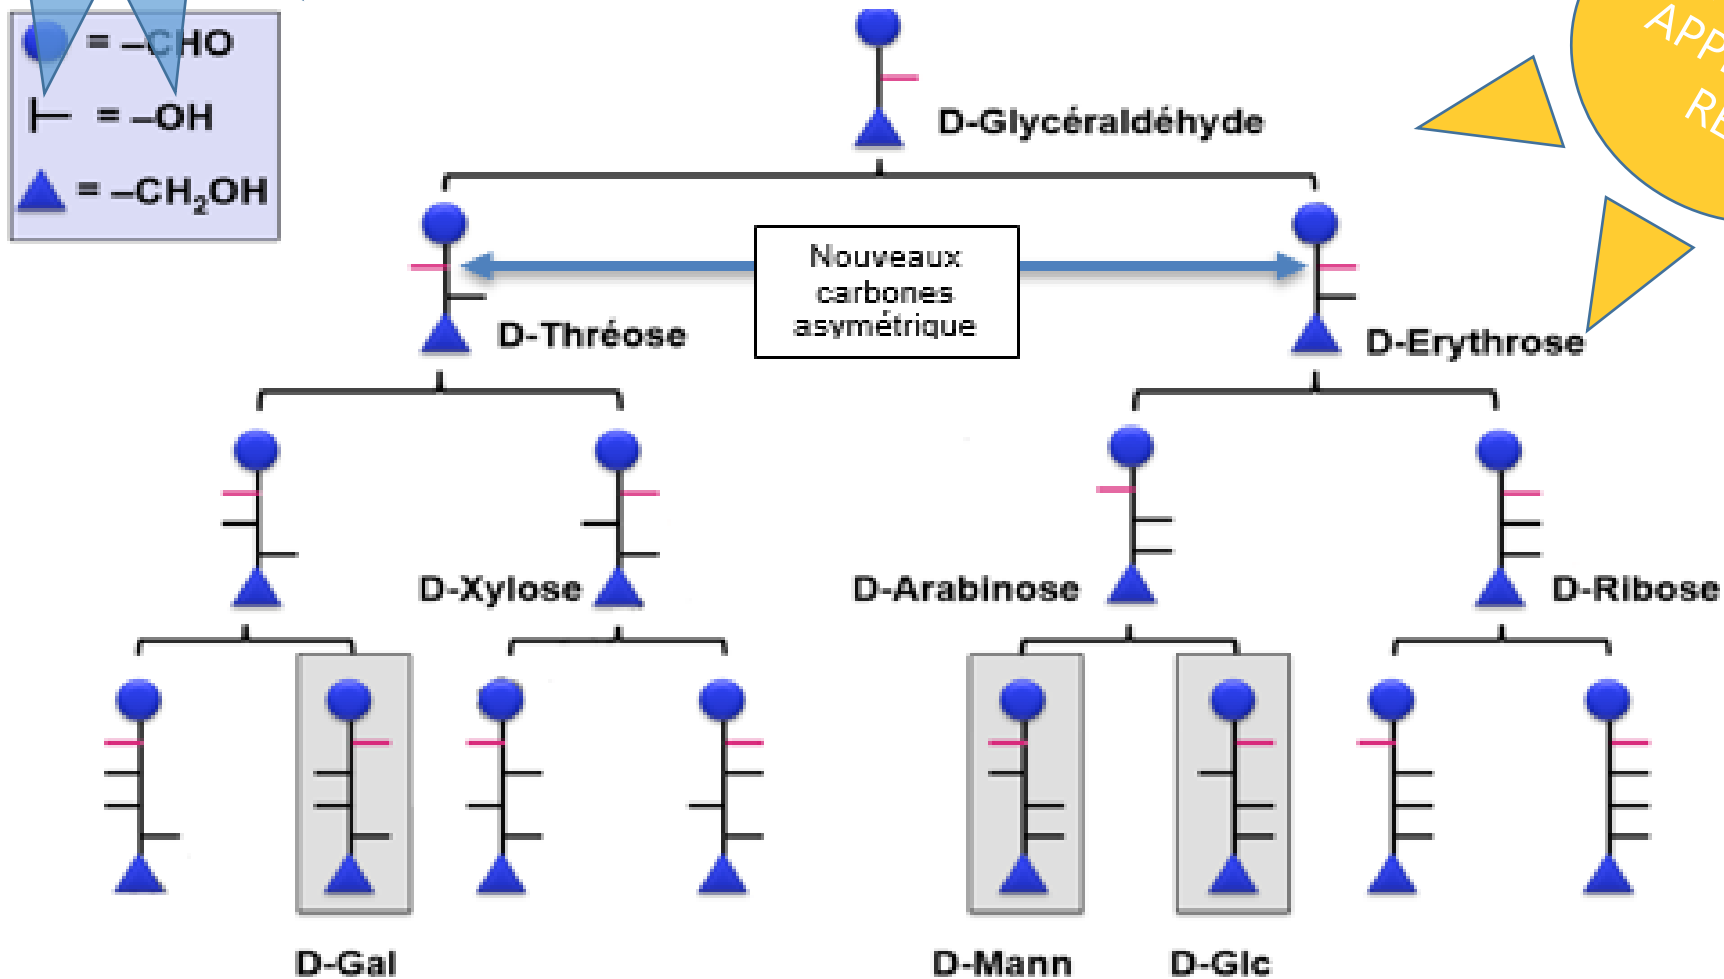 = –CHO
= –OH
= –CH₂OH
D-Glycéraldéhyde
Nouveaux
carbones
asymétrique
D-Thréose
D-Erythrose
D-Xylose
D-Arabinose
D-Ribose
D-Gal
D-Mann
D-Glc